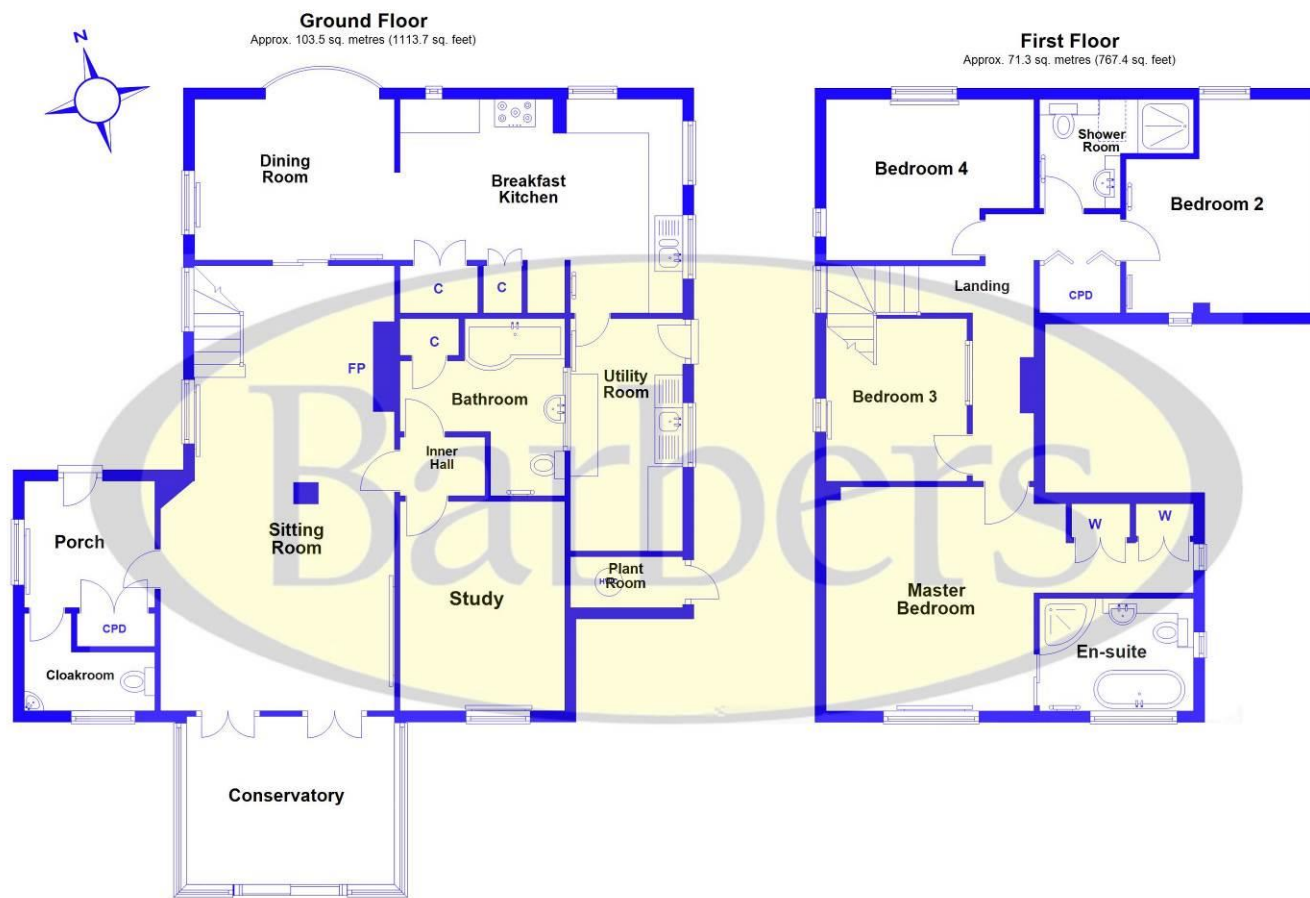 Ground Floor
Approx. 103.5 sq. metres (1113.7 sq. feet)
First Floor
Approx. 71.3 sq. metres (767.4 sq. feet)
N
Dining
Room
Breakfast
Kitchen
C
C
C
FP
Bathroom
Utility
Room
Inner
Hall
Sitting
Room
Porch
CPD
Cloakroom
Study
Plant
Room
Conservatory
Bedroom 4
Shower
Room
Bedroom 2
Landing
CPD
Bedroom 3
W
W
Master
Bedroom
En-suite
Barbers